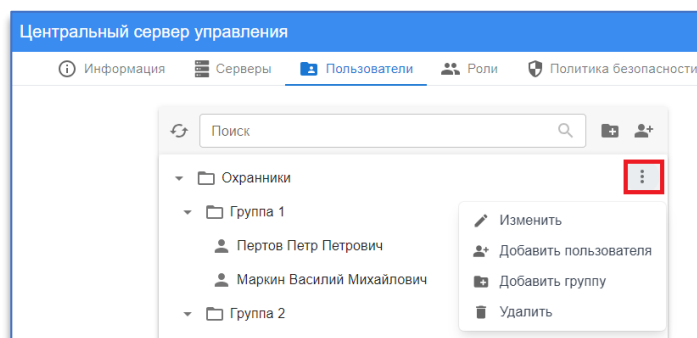 Центральный сервер управления
Информация Серверы Пользователи Роли Политика безопасности
Поиск
Охранники
Группа 1
Изменить
Пертов Петр Петрович
Добавить пользователя
Маркин Василий Михайлович
Добавить группу
Группа 2
Удалить